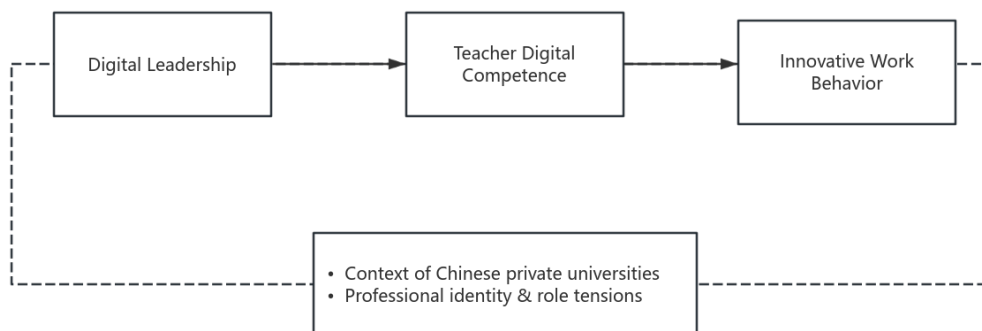 Digital Leadership
Teacher Digital
Competence
Innovative Work
Behavior
• Context of Chinese private universities
• Professional identity & role tensions